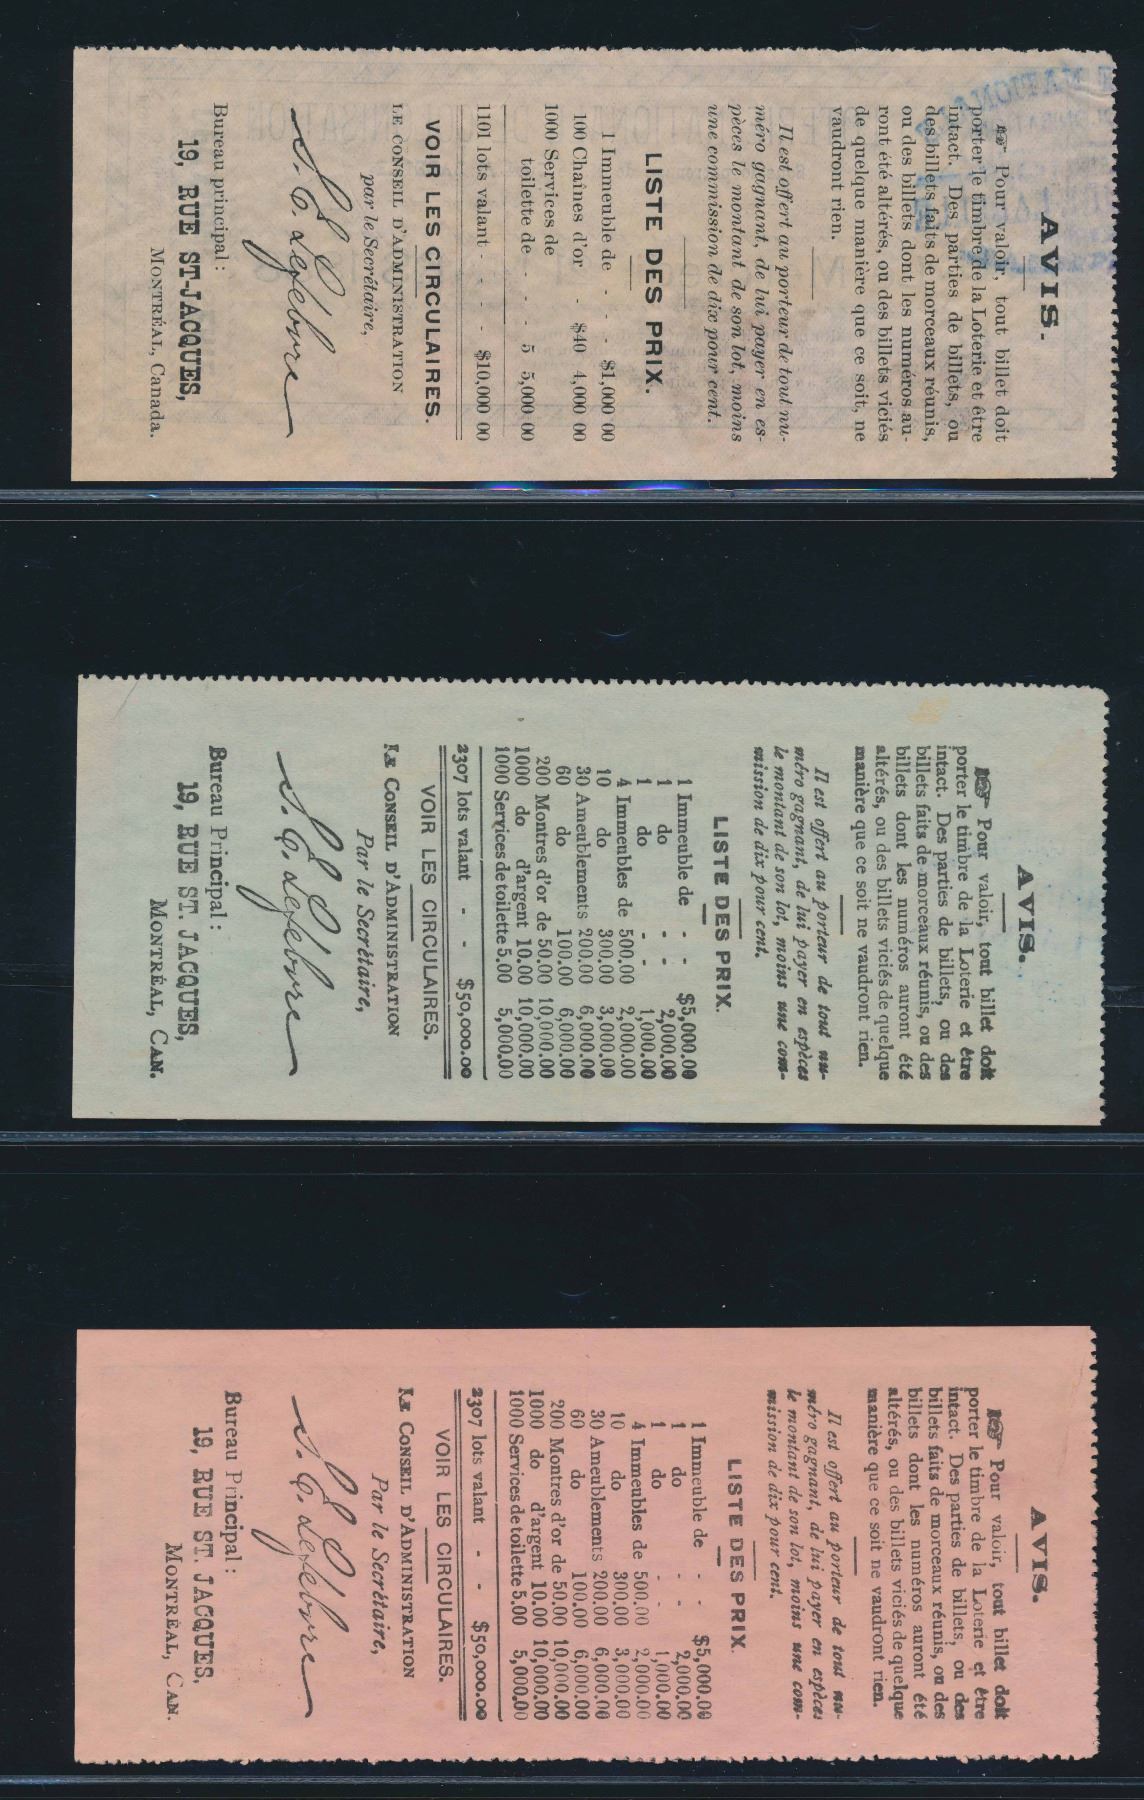 AVIS.
☞ Pour valoir, tout billet doit
porter le timbre de la Loterie et être
intact. Des parties de billets, ou
des billets faits de morceaux réunis,
ou des billets dont les numéros au-
ront été altérés, ou des billets viciés
de quelque manière que ce soit, ne
vaudront rien.
Il est offert au porteur de tout nu-
méro gagnant, de lui payer en es-
pèces le montant de son lot, moins
une commission de dix pour cent.
LISTE DES PRIX.
1 Immeuble de - - $1,000 00
100 Chaînes d'or - $40 4,000 00
1000 Services de
toilette de - - 5 5,000 00
1101 lots valant - - - $10,000 00
VOIR LES CIRCULAIRES.
LE CONSEIL D'ADMINISTRATION
par le Secrétaire,
S. E. Lefebvre
Bureau principal:
19, RUE ST-JACQUES,
MONTRÉAL, Canada.
AVIS.
☞ Pour valoir, tout billet doit
porter le timbre de la Loterie et être
intact. Des parties de billets, ou des
billets faits de morceaux réunis, ou des
billets dont les numéros auront été
altérés, ou des billets viciés de quelque
manière que ce soit ne vaudront rien.
Il est offert au porteur de tout nu-
méro gagnant, de lui payer en espèces
le montant de son lot, moins une com-
mission de dix pour cent.
LISTE DES PRIX.
1 Immeuble de - - $5,000.00
1 do - - 2,000.00
1 do - - 1,000.00
4 Immeubles de 500.00 2,000.00
10 do 300.00 3,000.00
30 Ameublements 200.00 6,000.00
60 do 100.00 6,000.00
200 Montres d'or de 50.00 10,000.00
1000 do d'argent 10.00 10,000.00
1000 Services de toilette 5.00 5,000.00
2307 lots valant - - $50,000.00
VOIR LES CIRCULAIRES.
LE CONSEIL D'ADMINISTRATION
Par le Secrétaire,
S. E. Lefebvre
Bureau Principal:
19, RUE ST. JACQUES,
MONTRÉAL, CAN.
AVIS.
☞ Pour valoir, tout billet doit
porter le timbre de la Loterie et être
intact. Des parties de billets, ou des
billets faits de morceaux réunis, ou des
billets dont les numéros auront été
altérés, ou des billets viciés de quelque
manière que ce soit ne vaudront rien.
Il est offert au porteur de tout nu-
méro gagnant, de lui payer en espèces
le montant de son lot, moins une com-
mission de dix pour cent.
LISTE DES PRIX.
1 Immeuble de - - $5,000.00
1 do - - 2,000.00
1 do - - 1,000.00
4 Immeubles de 500.00 2,000.00
10 do 300.00 3,000.00
30 Ameublements 200.00 6,000.00
60 do 100.00 6,000.00
200 Montres d'or de 50.00 10,000.00
1000 do d'argent 10.00 10,000.00
1000 Services de toilette 5.00 5,000.00
2307 lots valant - - $50,000.00
VOIR LES CIRCULAIRES.
LE CONSEIL D'ADMINISTRATION
Par le Secrétaire,
S. E. Lefebvre
Bureau Principal:
19, RUE ST. JACQUES,
MONTRÉAL, CAN.